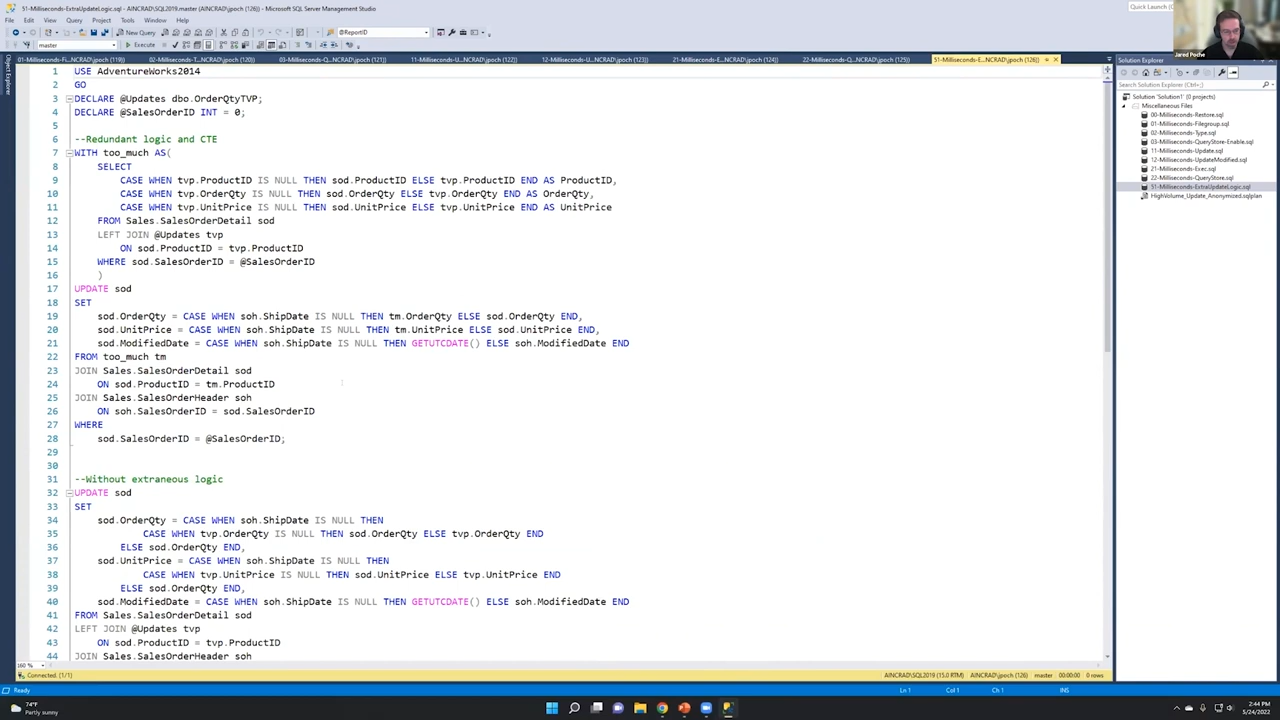 51-Milliseconds-ExtraUpdateLogic.sql - AINCRAD\SQL2019.master (AINCRAD\jpoch (126)) - Microsoft SQL Server Management Studio
Quick Launch (
File Edit View Query Project Tools Window Help
New Query
@ReportID
master
Execute
01-Milliseconds-Fi...NCRAD\jpoch (119)) 02-Milliseconds-T...NCRAD\jpoch (120)) 03-Milliseconds-Q...NCRAD\jpoch (121)) 11-Milliseconds-U...NCRAD\jpoch (122)) 12-Milliseconds-U...NCRAD\jpoch (123)) 21-Milliseconds-E...NCRAD\jpoch (124)) 22-Milliseconds-Q...NCRAD\jpoch (125)) 51-Milliseconds-E...NCRAD\jpoch (126))
Object Explorer
1 USE AdventureWorks2014
2 GO
3 DECLARE @Updates dbo.OrderQtyTVP;
4 DECLARE @SalesOrderID INT = 0;
5
6 --Redundant logic and CTE
7 WITH too_much AS(
8 SELECT
9 CASE WHEN tvp.ProductID IS NULL THEN sod.ProductID ELSE tvp.ProductID END AS ProductID,
10 CASE WHEN tvp.OrderQty IS NULL THEN sod.OrderQty ELSE tvp.OrderQty END AS OrderQty,
11 CASE WHEN tvp.UnitPrice IS NULL THEN sod.UnitPrice ELSE tvp.UnitPrice END AS UnitPrice
12 FROM Sales.SalesOrderDetail sod
13 LEFT JOIN @Updates tvp
14 ON sod.ProductID = tvp.ProductID
15 WHERE sod.SalesOrderID = @SalesOrderID
16 )
17 UPDATE sod
18 SET
19 sod.OrderQty = CASE WHEN soh.ShipDate IS NULL THEN tm.OrderQty ELSE sod.OrderQty END,
20 sod.UnitPrice = CASE WHEN soh.ShipDate IS NULL THEN tm.UnitPrice ELSE sod.UnitPrice END,
21 sod.ModifiedDate = CASE WHEN soh.ShipDate IS NULL THEN GETUTCDATE() ELSE soh.ModifiedDate END
22 FROM too_much tm
23 JOIN Sales.SalesOrderDetail sod
24 ON sod.ProductID = tm.ProductID
25 JOIN Sales.SalesOrderHeader soh
26 ON soh.SalesOrderID = sod.SalesOrderID
27 WHERE
28 sod.SalesOrderID = @SalesOrderID;
29
30
31 --Without extraneous logic
32 UPDATE sod
33 SET
34 sod.OrderQty = CASE WHEN soh.ShipDate IS NULL THEN
35 CASE WHEN tvp.OrderQty IS NULL THEN sod.OrderQty ELSE tvp.OrderQty END
36 ELSE sod.OrderQty END,
37 sod.UnitPrice = CASE WHEN soh.ShipDate IS NULL THEN
38 CASE WHEN tvp.UnitPrice IS NULL THEN sod.UnitPrice ELSE tvp.UnitPrice END
39 ELSE sod.OrderQty END,
40 sod.ModifiedDate = CASE WHEN soh.ShipDate IS NULL THEN GETUTCDATE() ELSE soh.ModifiedDate END
41 FROM Sales.SalesOrderDetail sod
42 LEFT JOIN @Updates tvp
43 ON sod.ProductID = tvp.ProductID
44 JOIN Sales.SalesOrderHeader soh
160 %
Connected. (1/1)
AINCRAD\SQL2019 (15.0 RTM) AINCRAD\jpoch (126) master 00:00:00 0 rows
Jared Poche
Solution Explorer
Search Solution Explorer (Ctrl+;)
Solution 'Solution1' (0 projects)
Miscellaneous Files
00-Milliseconds-Restore.sql
01-Milliseconds-Filegroup.sql
02-Milliseconds-Type.sql
03-Milliseconds-QueryStore-Enable.sql
11-Milliseconds-Update.sql
12-Milliseconds-UpdateModified.sql
21-Milliseconds-Exec.sql
22-Milliseconds-QueryStore.sql
51-Milliseconds-ExtraUpdateLogic.sql
HighVolume_Update_Anonymized.sqlplan
Ready
Ln 1 Col 1 Ch 1 INS
74°F
Partly sunny
2:44 PM
5/24/2022